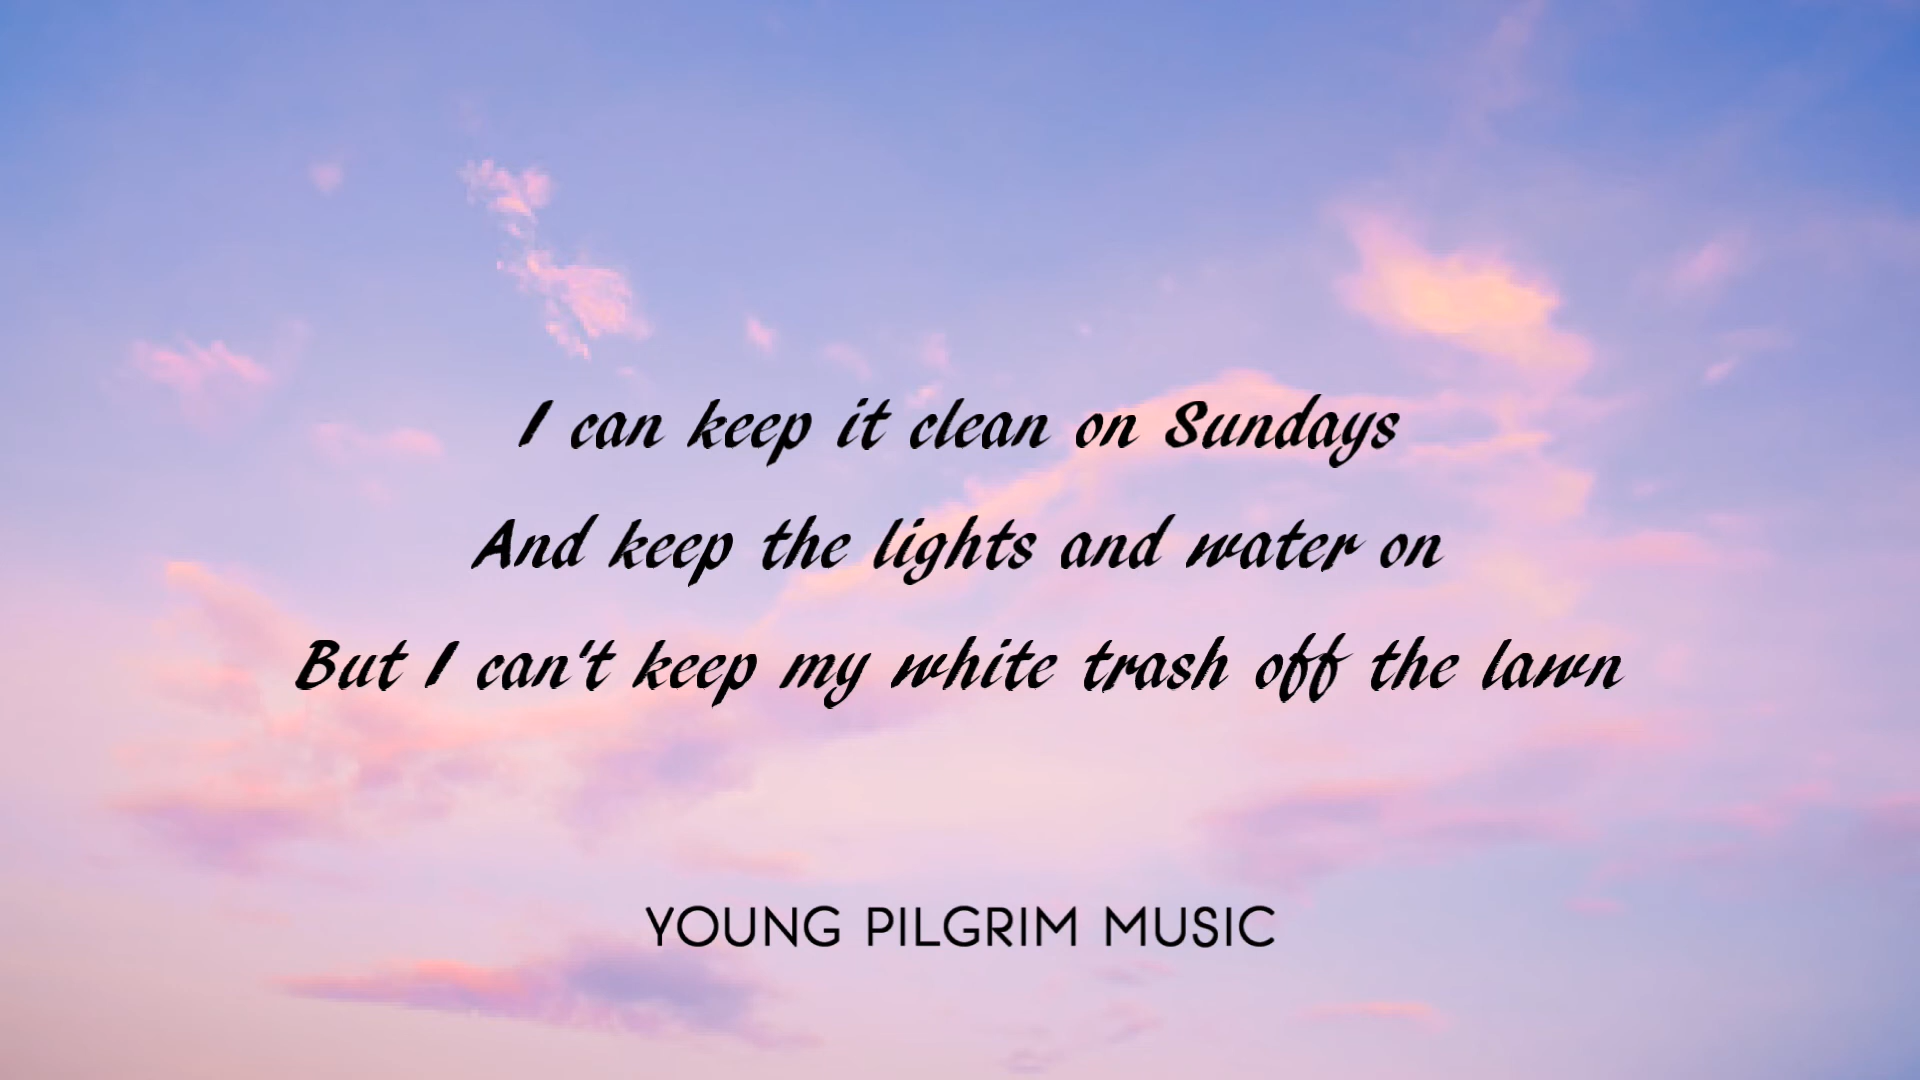 I can keep it clean on Sundays
And keep the lights and water on
But I can't keep my white trash off the lawn
YOUNG PILGRIM MUSIC